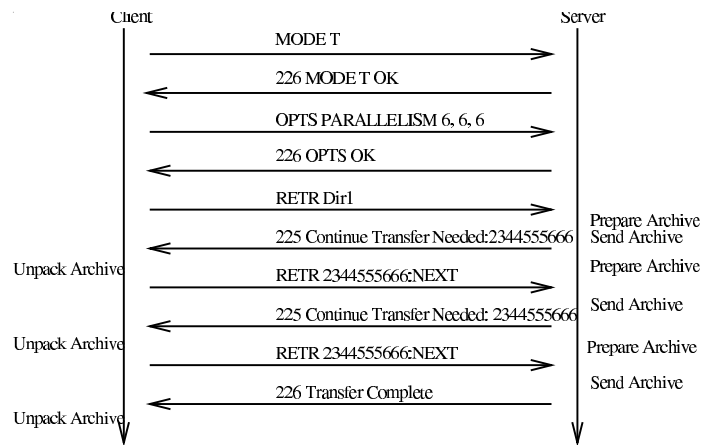 Client Server
MODE T
226 MODE T OK
OPTS PARALLELISM 6, 6, 6
226 OPTS OK
RETR Dir1
Prepare Archive
225 Continue Transfer Needed:2344555666 Send Archive
Unpack Archive
Prepare Archive
RETR 2344555666:NEXT
Send Archive
225 Continue Transfer Needed: 2344555666
Unpack Archive
Prepare Archive
RETR 2344555666:NEXT
Send Archive
226 Transfer Complete
Unpack Archive